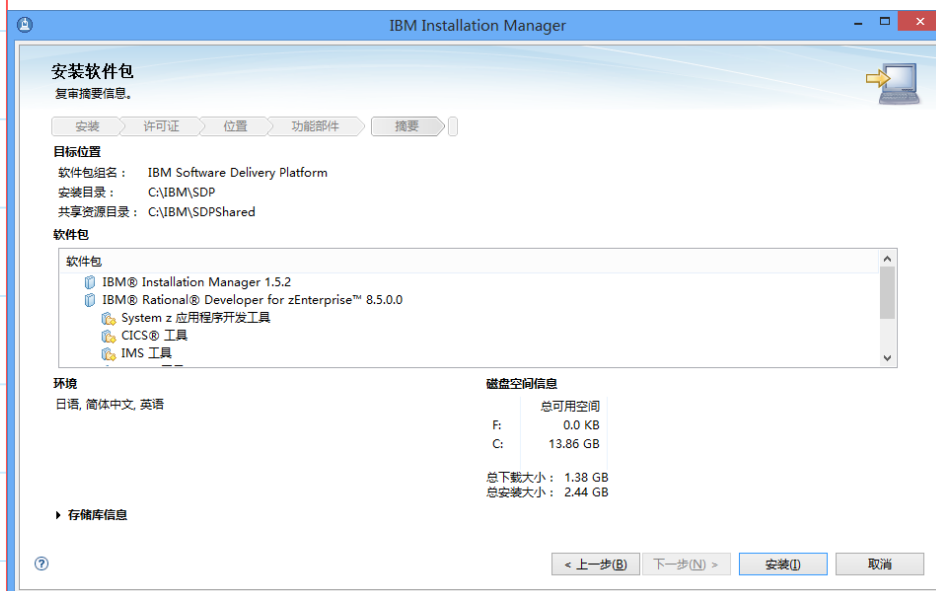 IBM Installation Manager
安装软件包
复审摘要信息。
安装 许可证 位置 功能部件 摘要
目标位置
软件包组名： IBM Software Delivery Platform
安装目录： C:\IBM\SDP
共享资源目录： C:\IBM\SDPShared
软件包
软件包
IBM® Installation Manager 1.5.2
IBM® Rational® Developer for zEnterprise™ 8.5.0.0
System z 应用程序开发工具
CICS® 工具
IMS 工具
环境
日语, 简体中文, 英语
磁盘空间信息
总可用空间
F: 0.0 KB
C: 13.86 GB
总下载大小： 1.38 GB
总安装大小： 2.44 GB
存储库信息
< 上一步(B) 下一步(N) > 安装(I) 取消